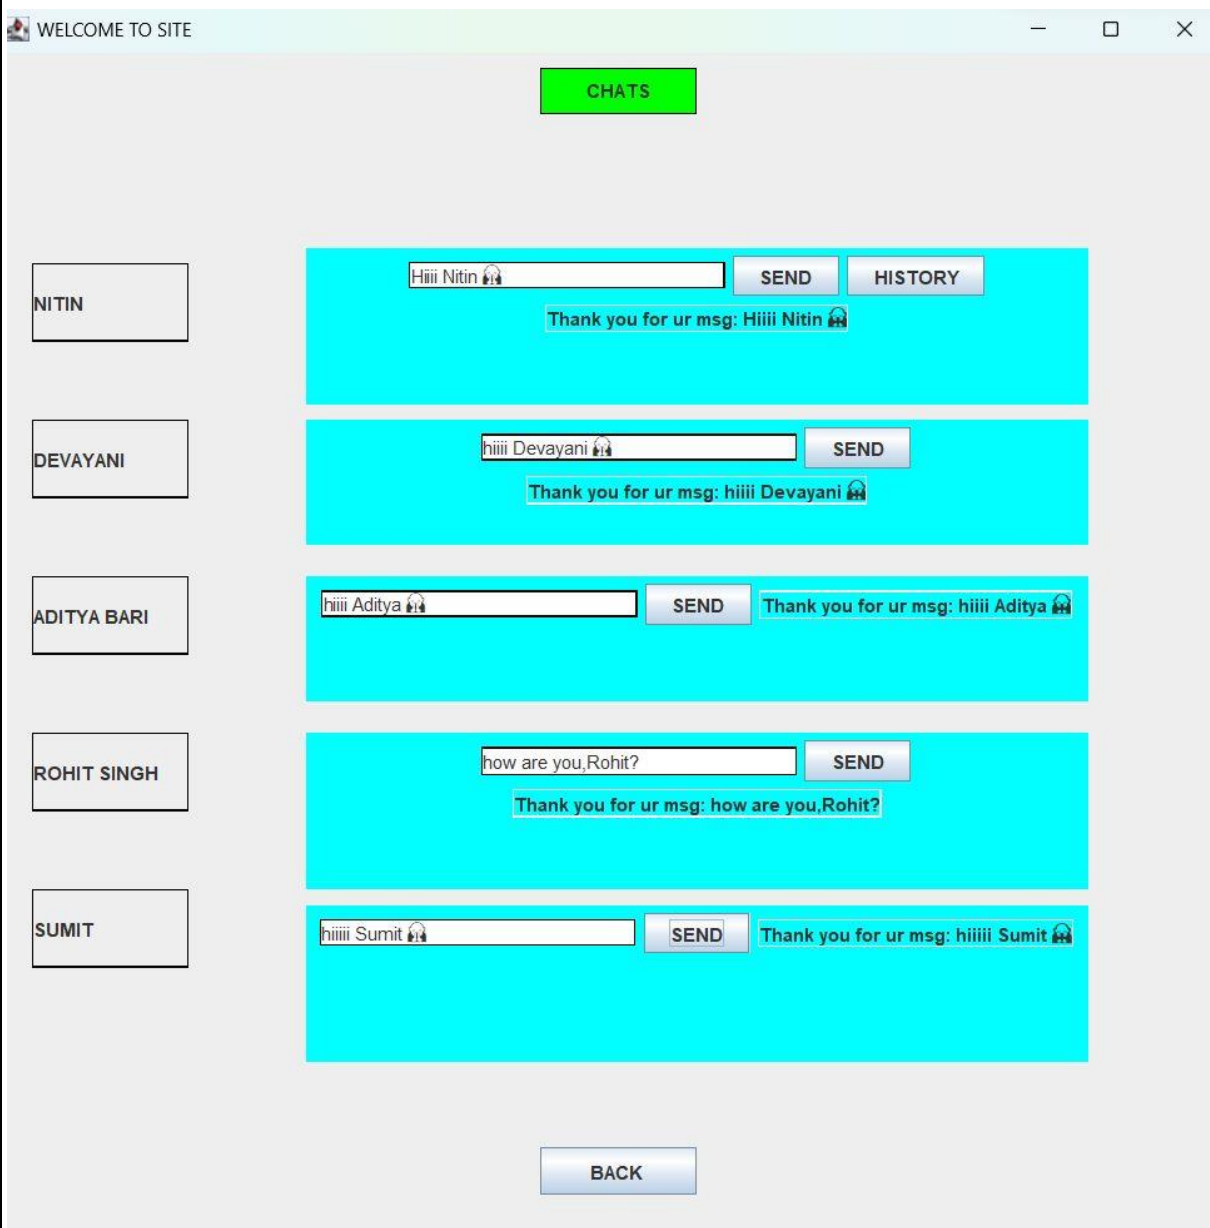 WELCOME TO SITE
CHATS
NITIN
Hiiii Nitin 🙌 SEND HISTORY
Thank you for ur msg: Hiiii Nitin 🙌
DEVAYANI
hiiii Devayani 🙌 SEND
Thank you for ur msg: hiiii Devayani 🙌
ADITYA BARI
hiiii Aditya 🙌 SEND Thank you for ur msg: hiiii Aditya 🙌
ROHIT SINGH
how are you,Rohit? SEND
Thank you for ur msg: how are you,Rohit?
SUMIT
hiiiii Sumit 🙌 SEND Thank you for ur msg: hiiiii Sumit 🙌
BACK